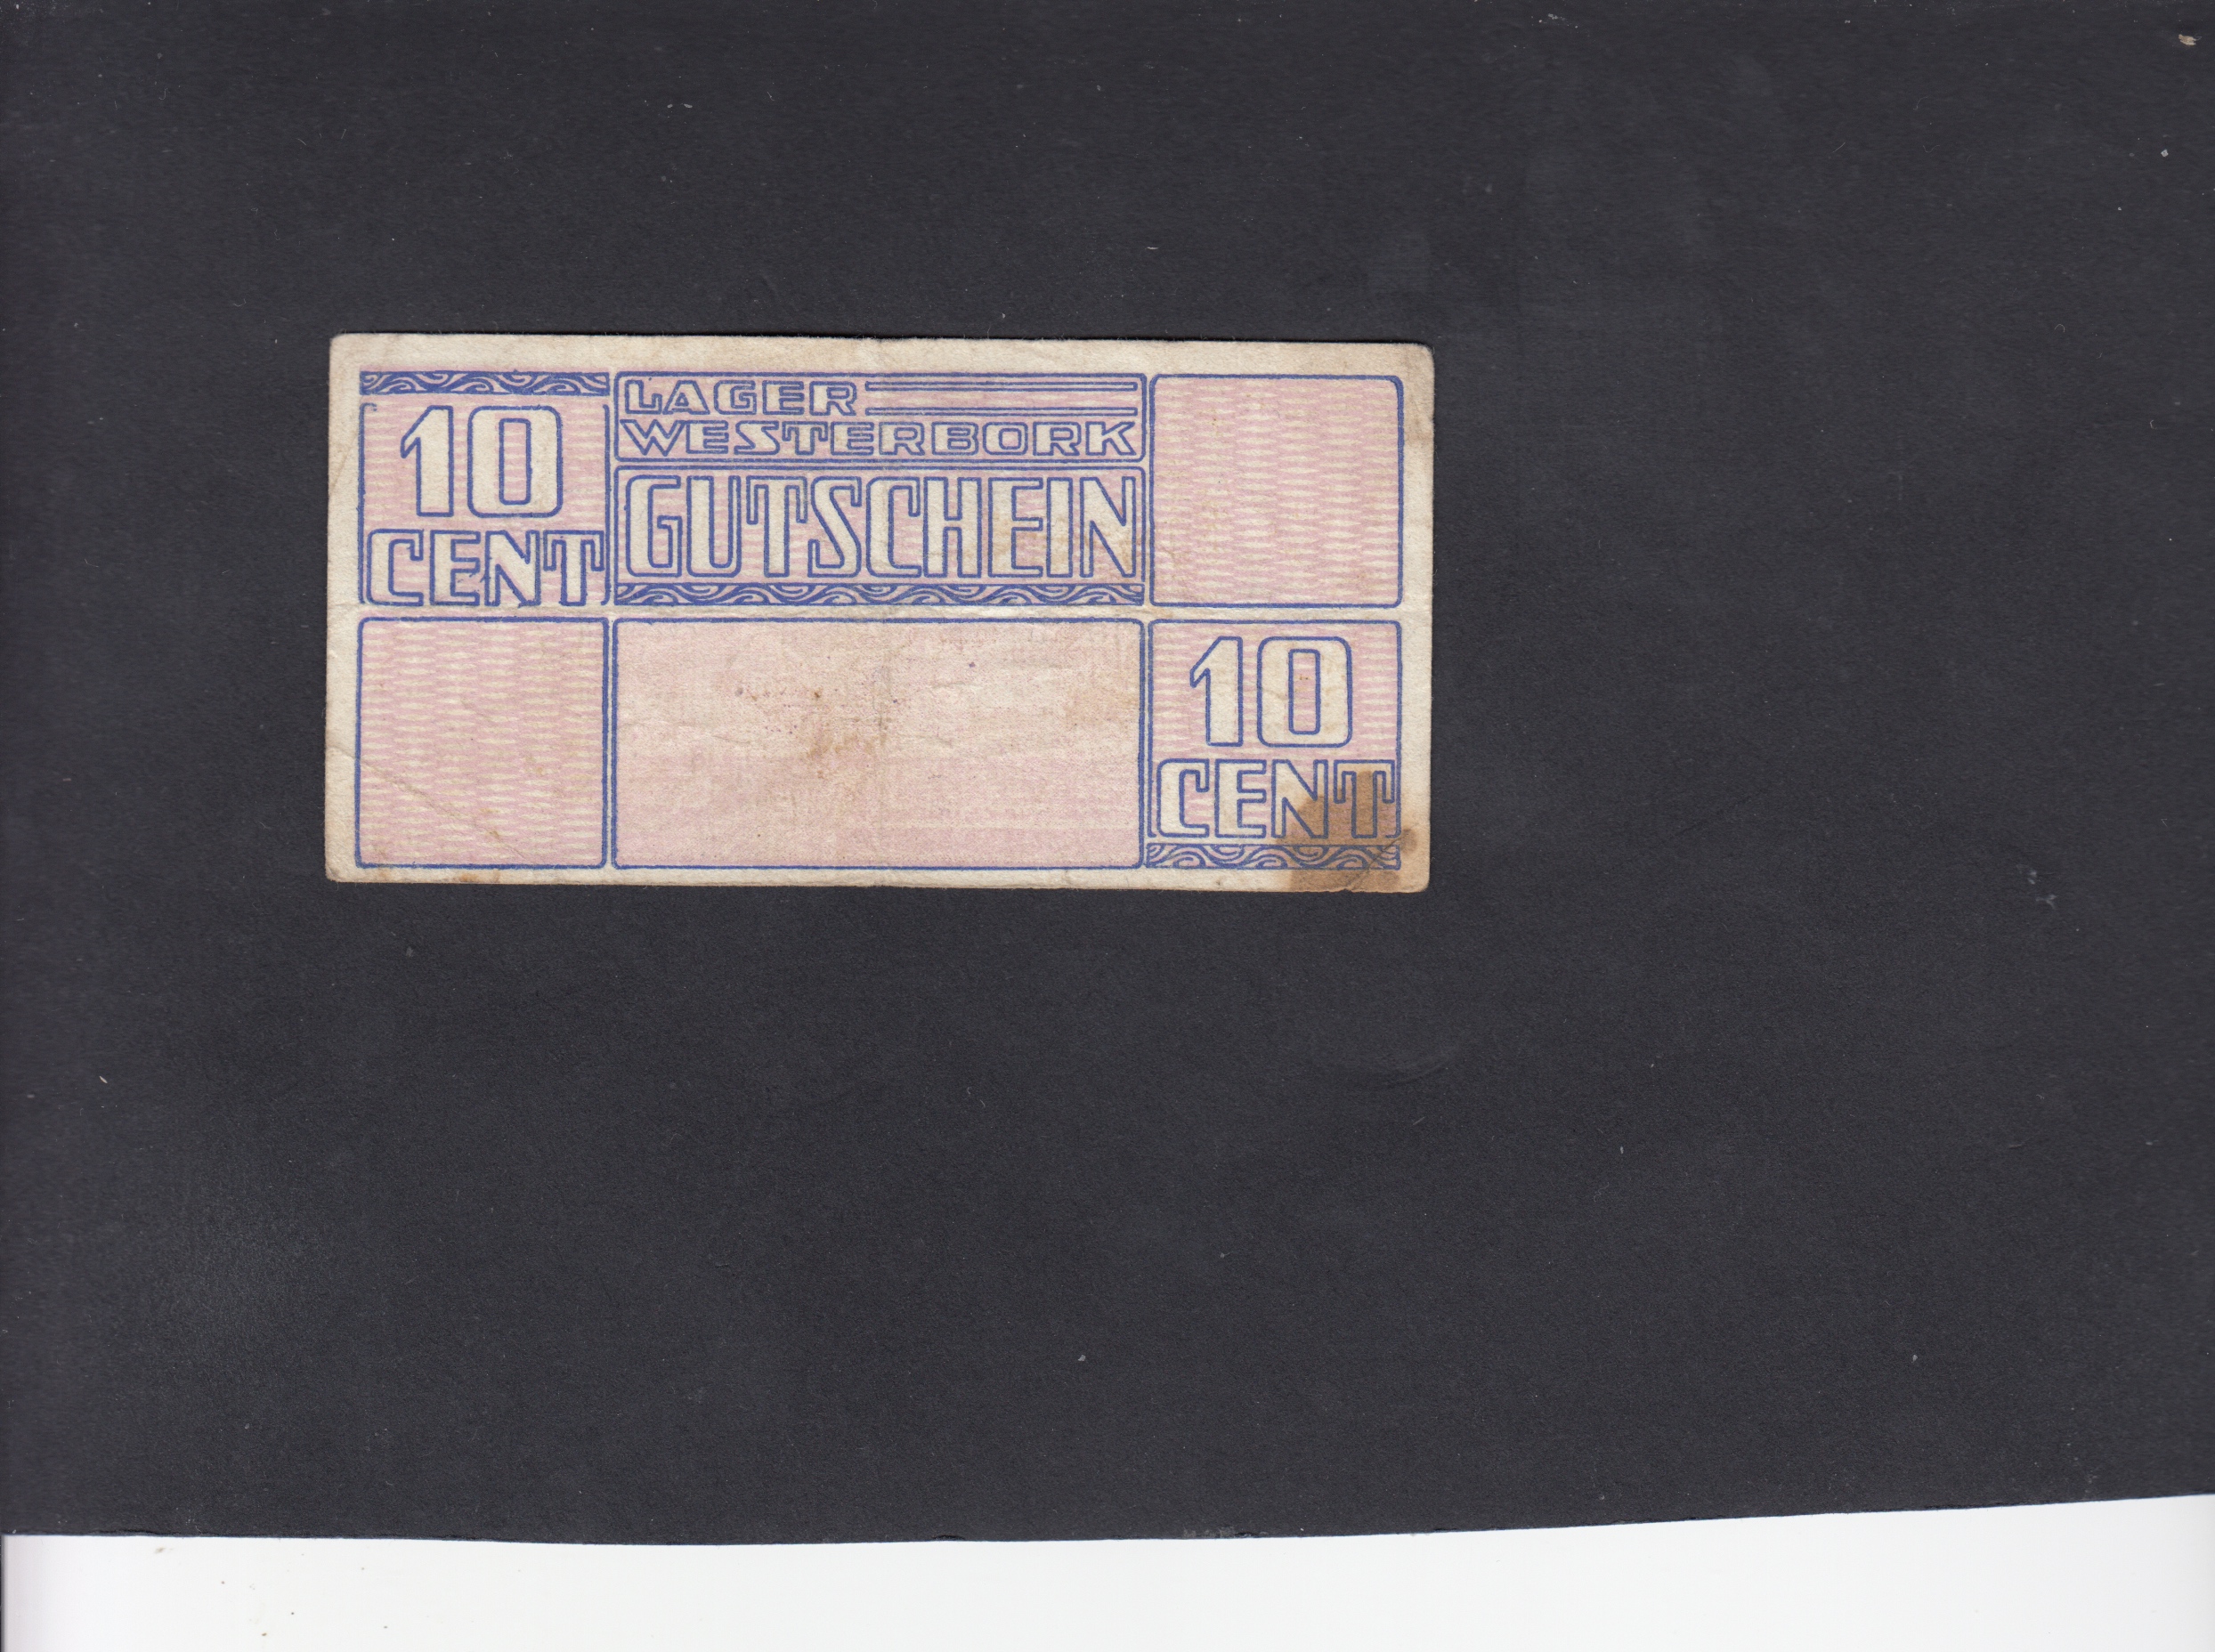 10
CENT
LAGER
WESTERBORK
GUTSCHEIN
10
CENT